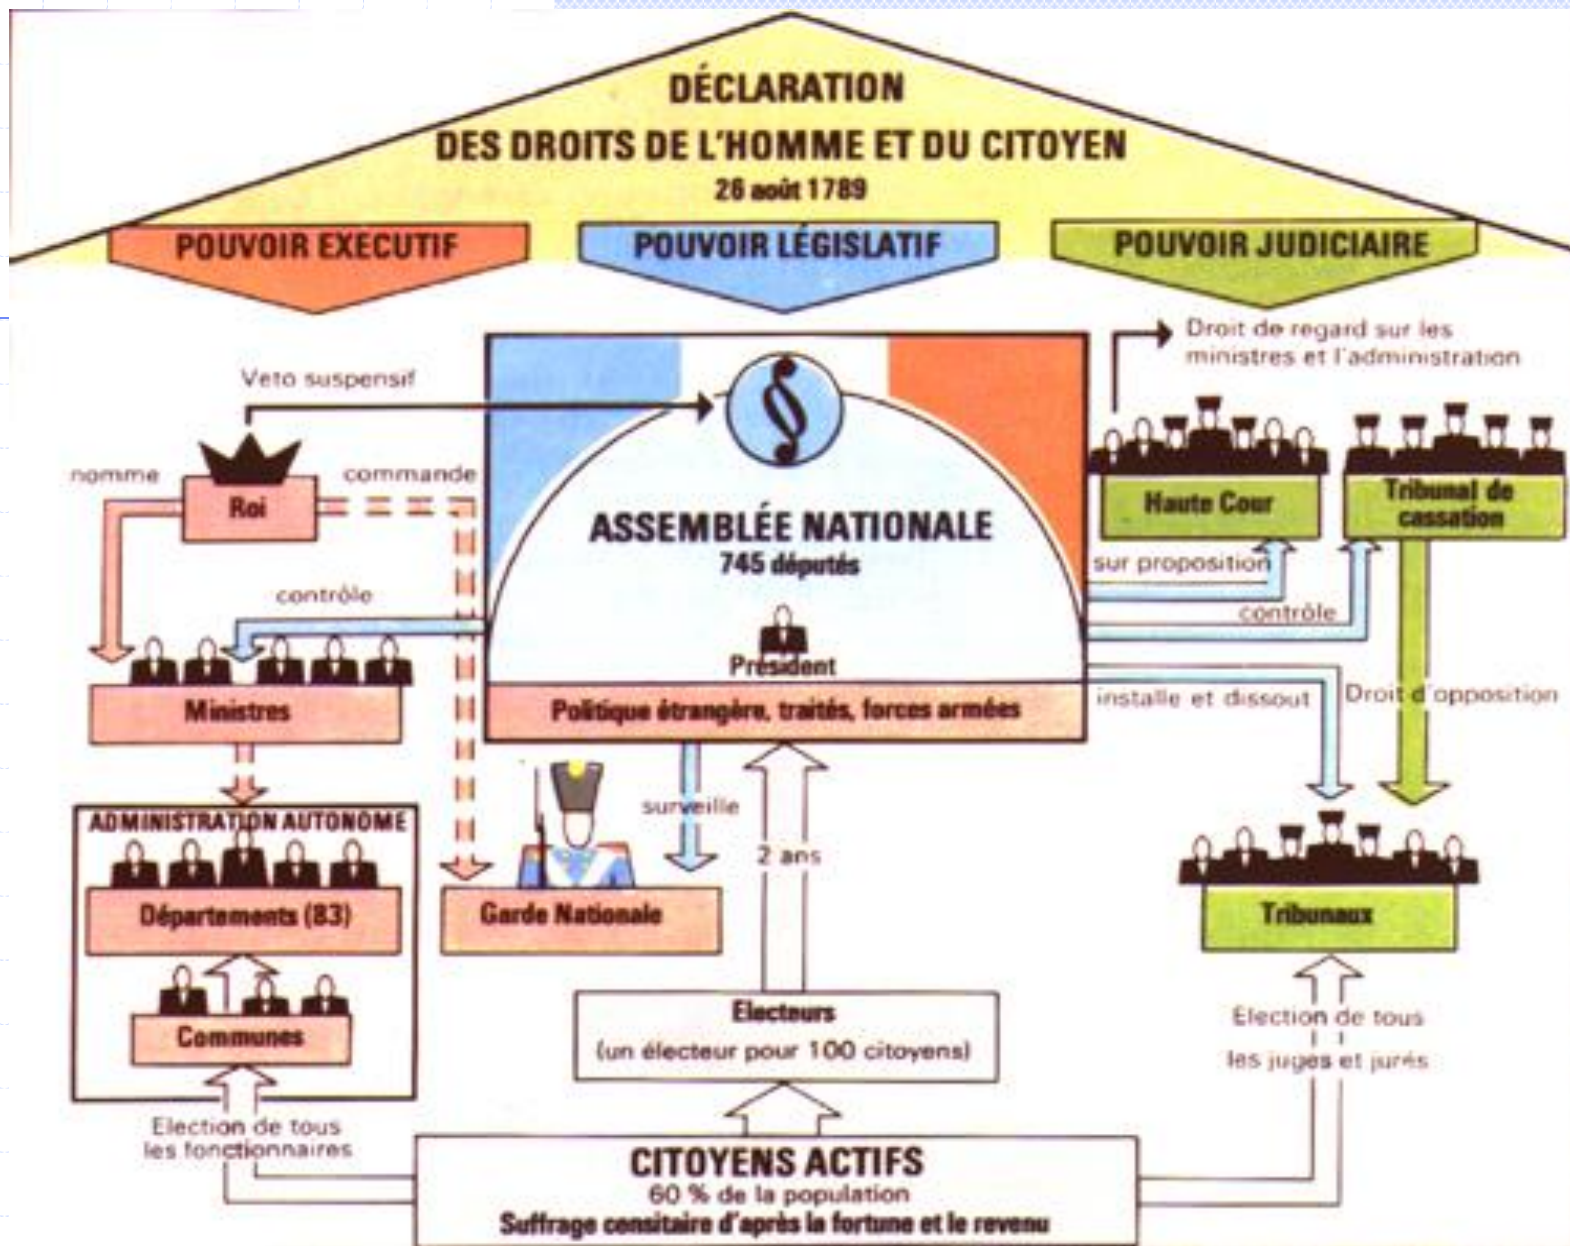 DÉCLARATION
DES DROITS DE L'HOMME ET DU CITOYEN
26 août 1789
POUVOIR EXECUTIF
POUVOIR LÉGISLATIF
POUVOIR JUDICIAIRE
Droit de regard sur les
ministres et l'administration
Veto suspensif
§
nomme
commande
Roi
ASSEMBLÉE NATIONALE
745 députés
Haute Cour
Tribunal de
cassation
sur proposition
contrôle
contrôle
Président
Ministres
Politique étrangère, traités, forces armées
installe et dissout
Droit d'opposition
surveille
ADMINISTRATION AUTONOME
2 ans
Départements (83)
Garde Nationale
Tribunaux
Communes
Electeurs
(un électeur pour 100 citoyens)
Election de tous
les juges et jurés
Election de tous
les fonctionnaires
CITOYENS ACTIFS
60 % de la population
Suffrage consitaire d'après la fortune et le revenu